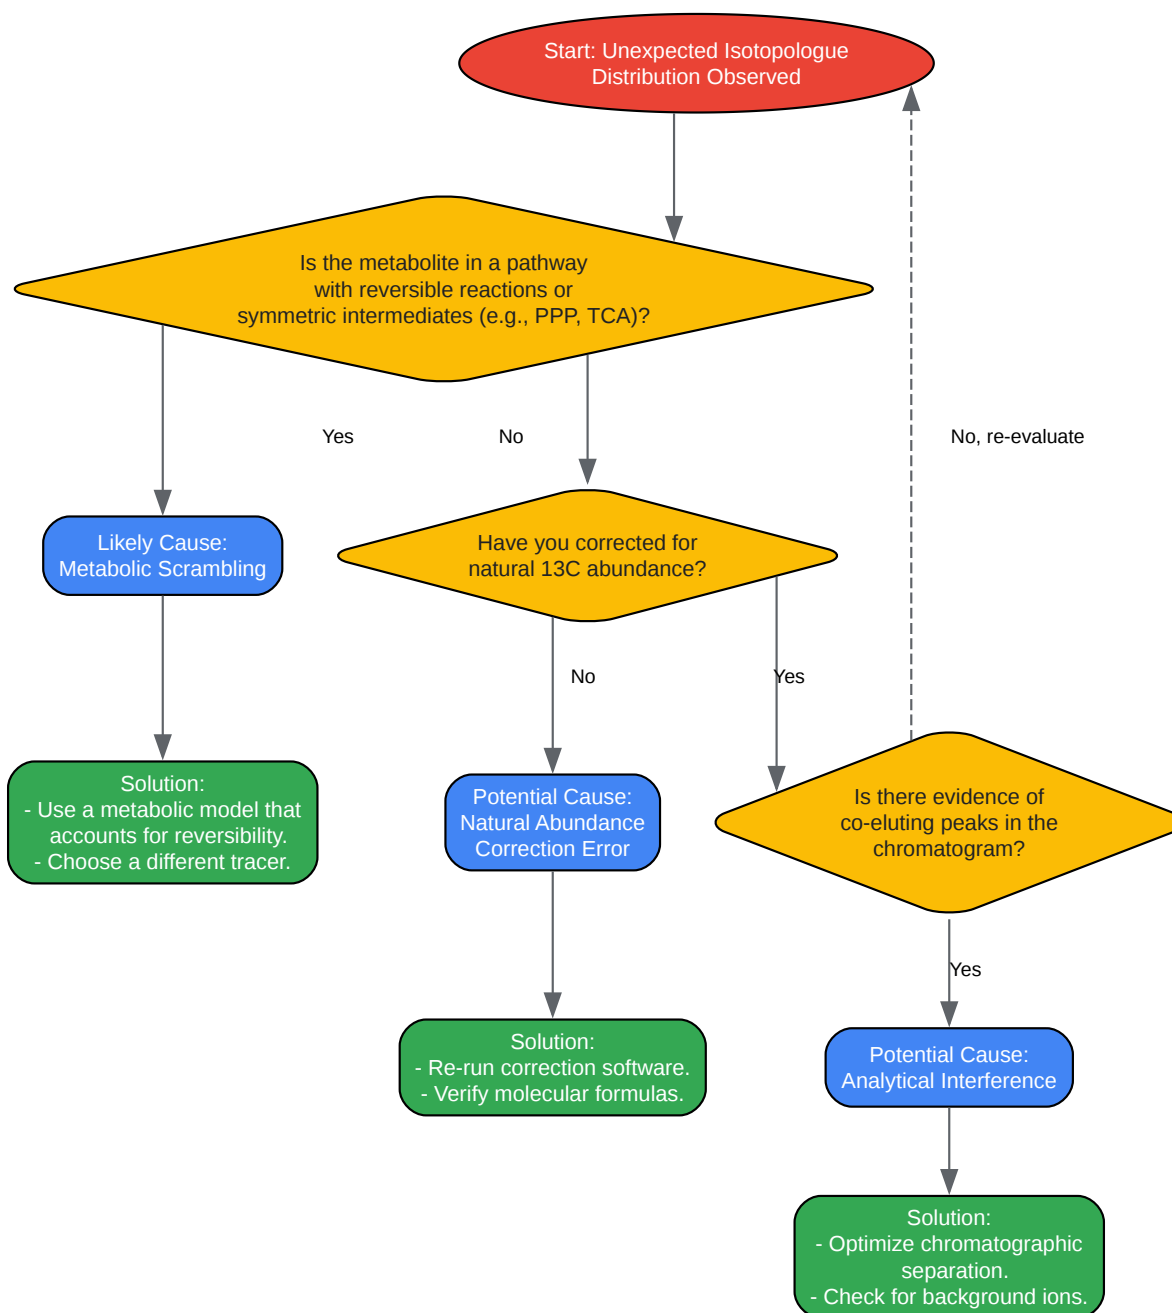 Start: Unexpected Isotopologue
Distribution Observed
Is the metabolite in a pathway
with reversible reactions or
symmetric intermediates (e.g., PPP, TCA)?
Yes
No
No, re-evaluate
Likely Cause:
Metabolic Scrambling
Have you corrected for
natural 13C abundance?
No
Yes
Solution:
- Use a metabolic model that
accounts for reversibility.
- Choose a different tracer.
Potential Cause:
Natural Abundance
Correction Error
Is there evidence of
co-eluting peaks in the
chromatogram?
Yes
Solution:
- Re-run correction software.
- Verify molecular formulas.
Potential Cause:
Analytical Interference
Solution:
- Optimize chromatographic
separation.
- Check for background ions.